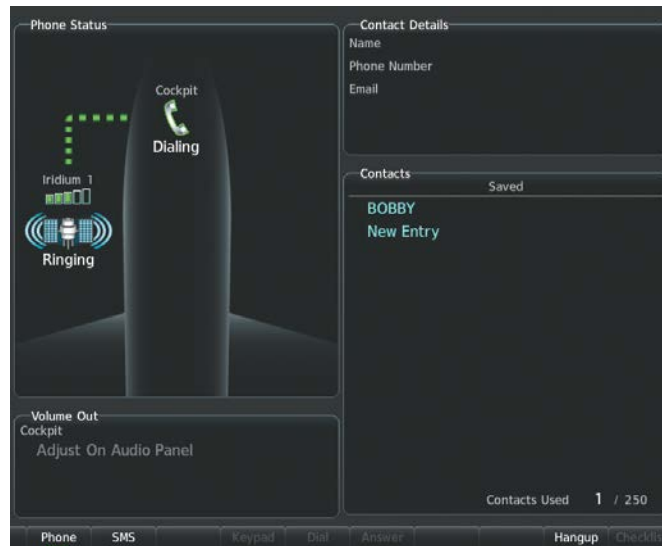 Phone Status
Cockpit
Dialing
Iridium 1
Ringing
Volume Out
Cockpit
Adjust On Audio Panel
Contact Details
Name
Phone Number
Email
Contacts
Saved
BOBBY
New Entry
Contacts Used 1 / 250
Phone SMS Keypad Dial Answer Hangup Checklis